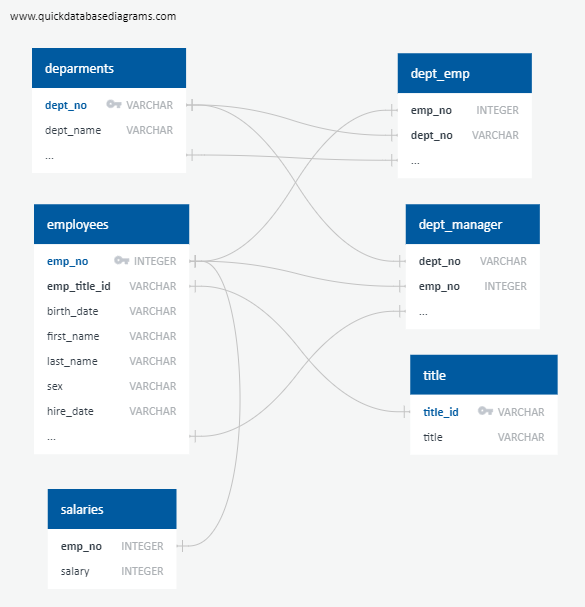 www.quickdatabasediagrams.com
deparments
dept_no VARCHAR
dept_name VARCHAR
...
dept_emp
emp_no INTEGER
dept_no VARCHAR
...
employees
emp_no INTEGER
emp_title_id VARCHAR
birth_date VARCHAR
first_name VARCHAR
last_name VARCHAR
sex VARCHAR
hire_date VARCHAR
...
dept_manager
dept_no VARCHAR
emp_no INTEGER
...
title
title_id VARCHAR
title VARCHAR
salaries
emp_no INTEGER
salary INTEGER